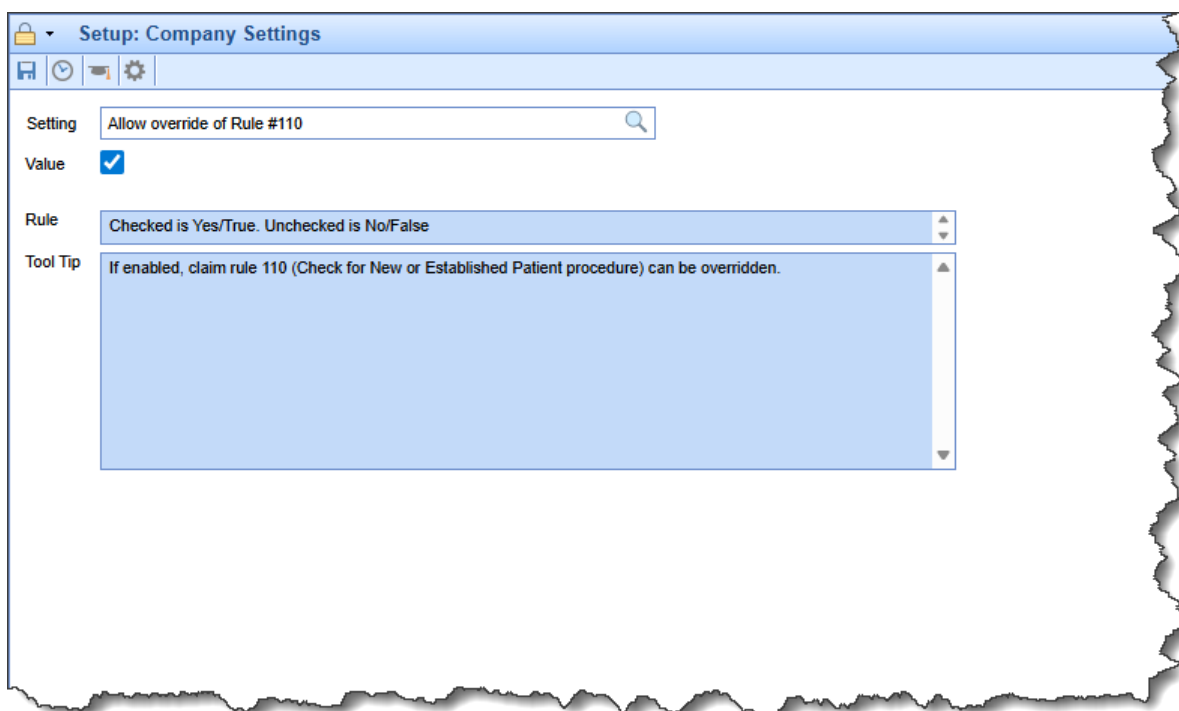 Setup: Company Settings
Setting
Allow override of Rule #110
Value
Rule
Checked is Yes/True. Unchecked is No/False
Tool Tip
If enabled, claim rule 110 (Check for New or Established Patient procedure) can be overridden.